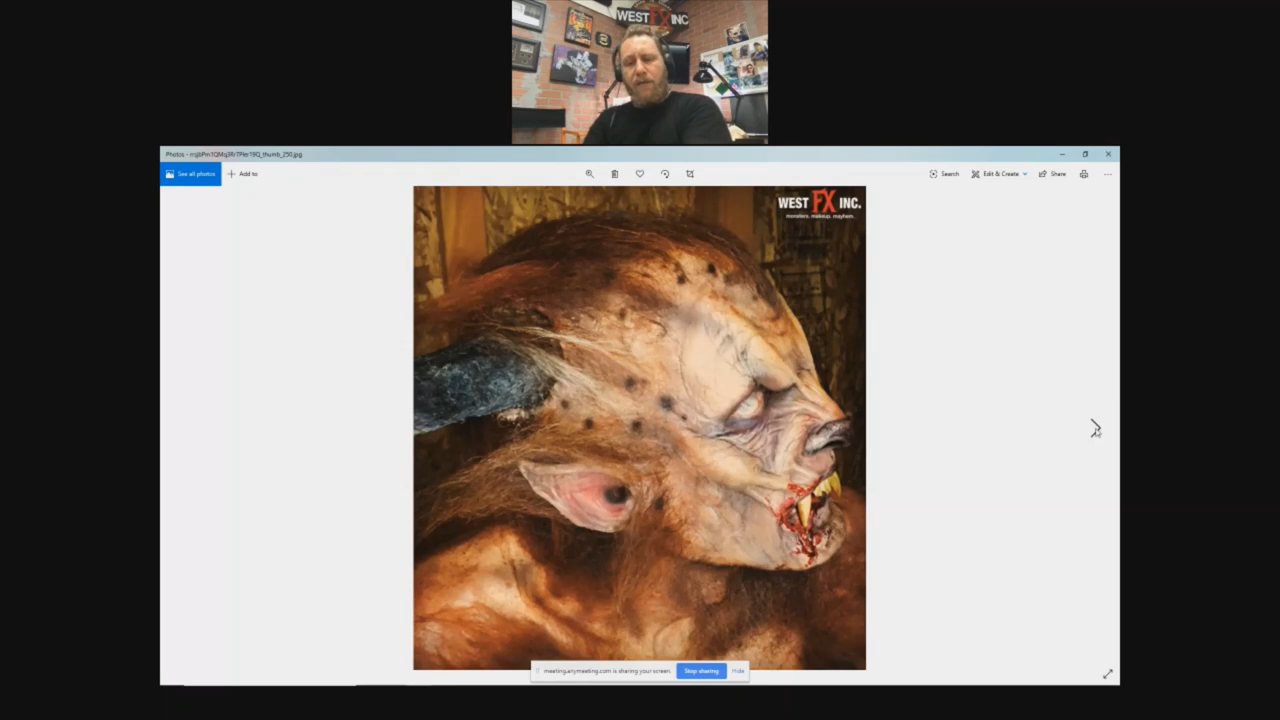 WEST FX INC
See all photos
Add to
Search
Edit & Create
Share
WEST FX INC.
monsters. makeup. mayhem.
meeting.anymeeting.com is sharing your screen.
Stop sharing
Hide